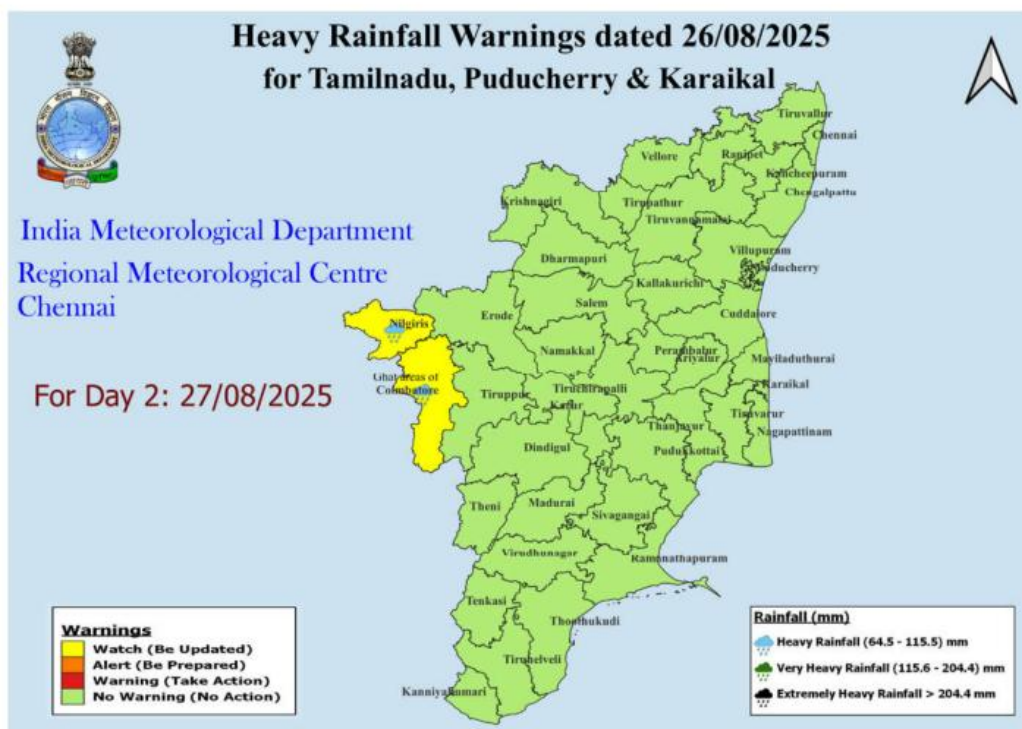 Heavy Rainfall Warnings dated 26/08/2025
for Tamilnadu, Puducherry & Karaikal
India Meteorological Department
Regional Meteorological Centre
Chennai
For Day 2: 27/08/2025
Tiruvallur
Chennai
Ranipet
Vellore
Kancheepuram
Chengalpattu
Krishnagiri
Tirupathur
Tiruvannamalai
Villupuram
Puducherry
Dharmapuri
Kallakurichi
Salem
Cuddalore
Erode
Nilgiris
Namakkal
Perambalur
Ariyalur
Mayiladuthurai
Ghat areas of
Coimbatore
Tiruppur
Tiruchirapalli
Karur
Karaikal
Thanjavur
Tiruvarur
Nagapattinam
Dindigul
Pudukkottai
Theni
Madurai
Sivagangai
Virudhunagar
Ramanathapuram
Tenkasi
Thoothukudi
Tirunelveli
Kanniyakumari
Warnings
Watch (Be Updated)
Alert (Be Prepared)
Warning (Take Action)
No Warning (No Action)
Rainfall (mm)
Heavy Rainfall (64.5 - 115.5) mm
Very Heavy Rainfall (115.6 - 204.4) mm
Extremely Heavy Rainfall > 204.4 mm